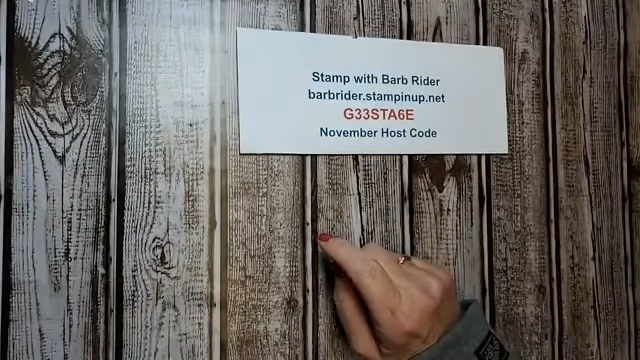 Stamp with Barb Rider
barbrider.stampinup.net
G33STA6E
November Host Code